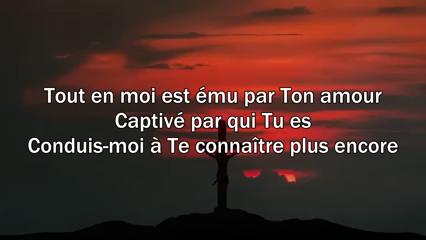 Tout en moi est ému par Ton amour
Captivé par qui Tu es
Conduis-moi à Te connaître plus encore